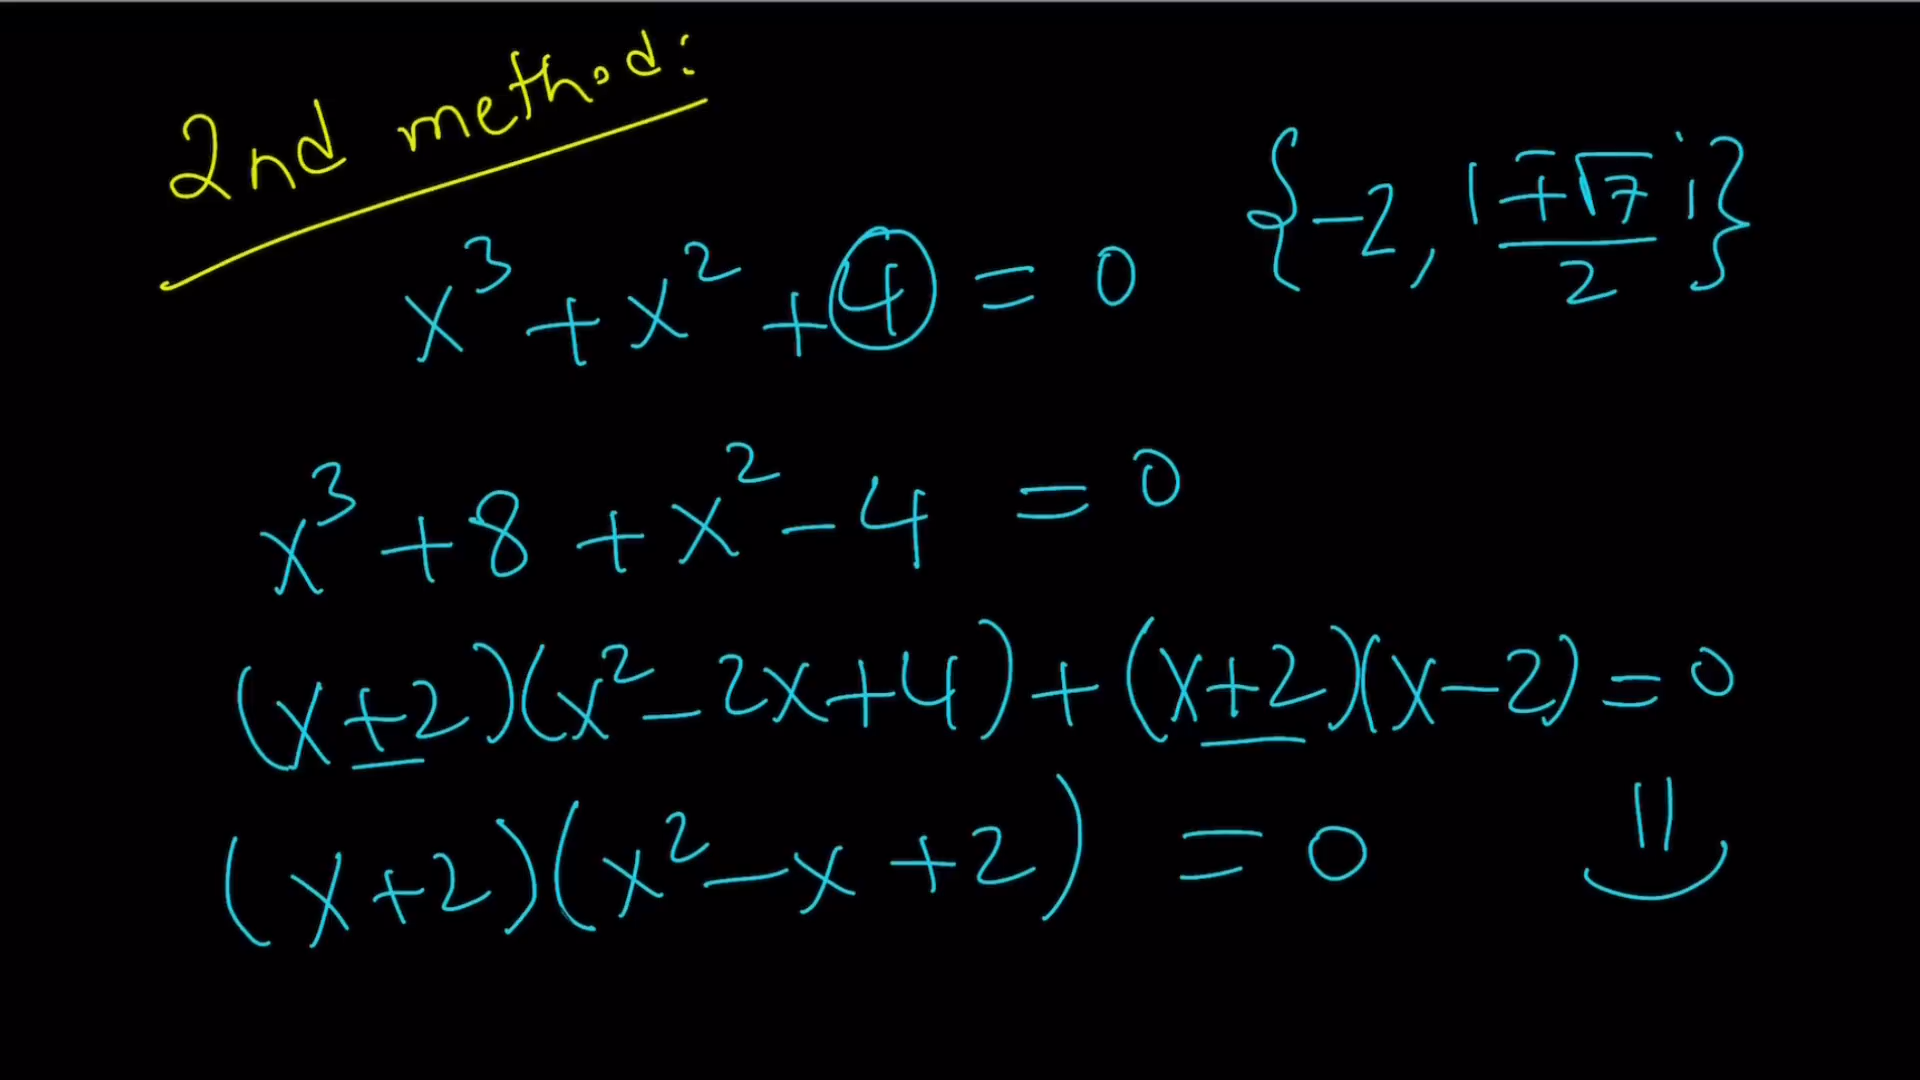 2nd method:
x³ + x² + 4 = 0
{-2, (1 ∓ √7 i)/2}
x³ + 8 + x² - 4 = 0
(x+2)(x² - 2x + 4) + (x+2)(x-2) = 0
(x+2)(x² - x + 2) = 0